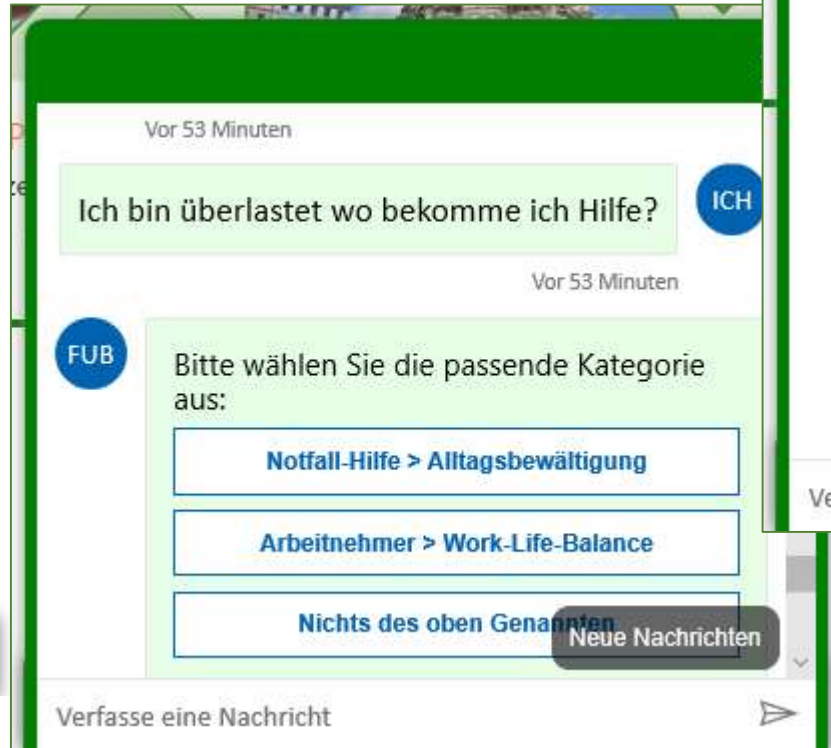 Vor 53 Minuten
Ich bin überlastet wo bekomme ich Hilfe?
ICH
Vor 53 Minuten
FUB
Bitte wählen Sie die passende Kategorie
aus:
Notfall-Hilfe > Alltagsbewältigung
Arbeitnehmer > Work-Life-Balance
Nichts des oben Genannten
Neue Nachrichten
Verfasse eine Nachricht